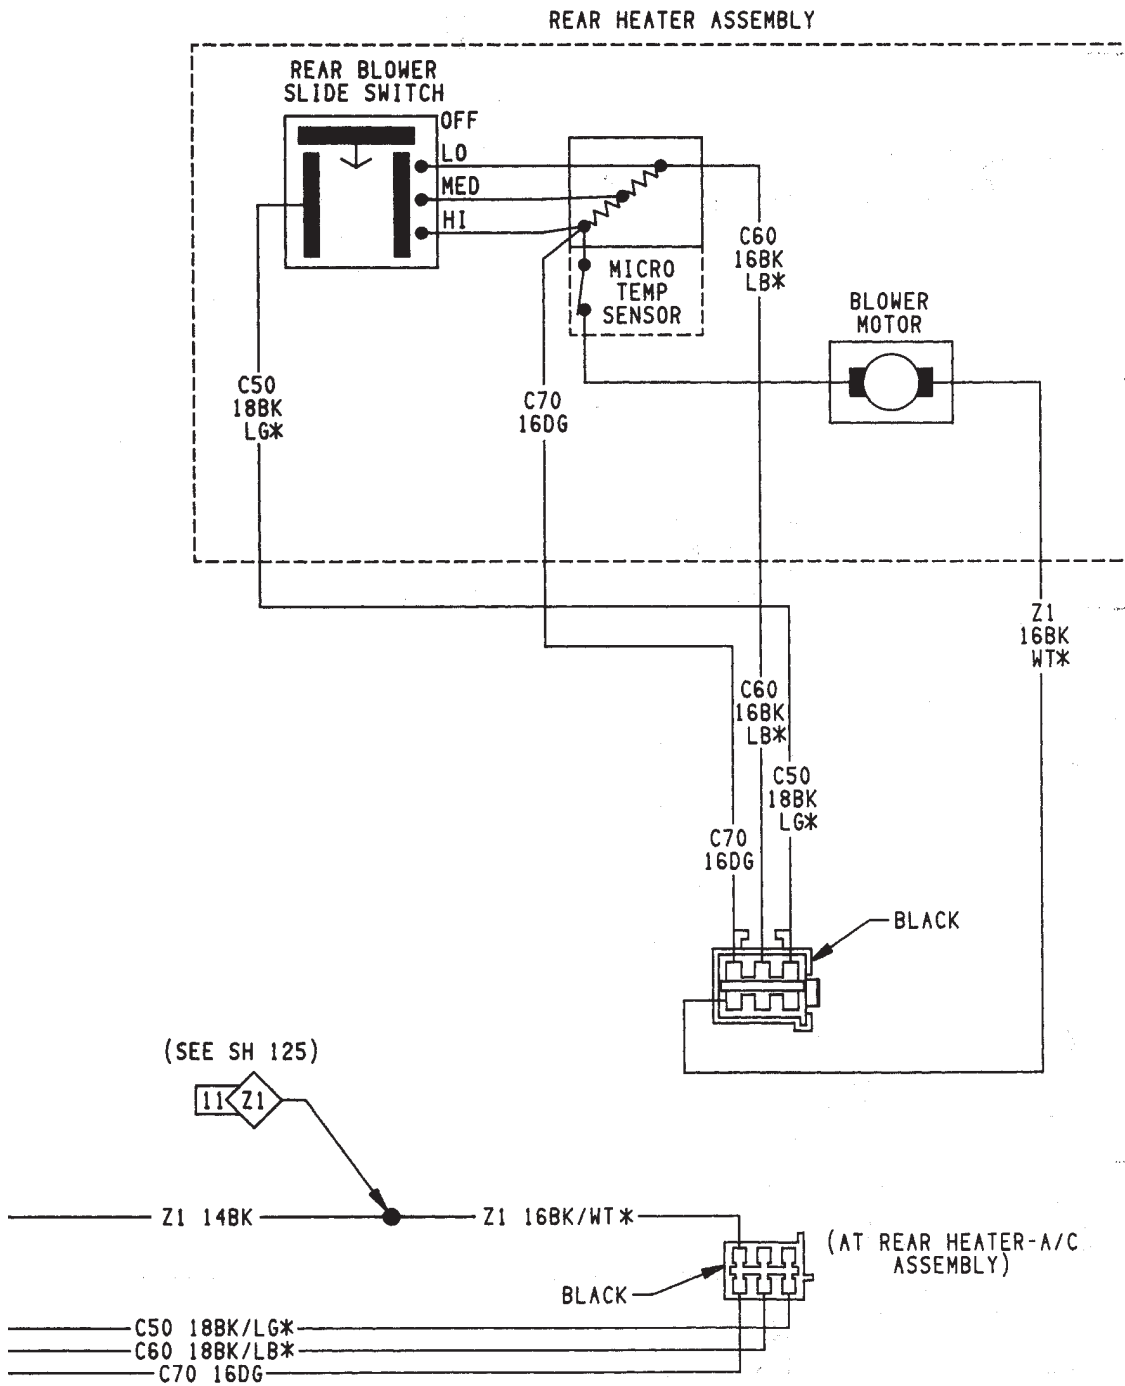 REAR HEATER ASSEMBLY
REAR BLOWER
SLIDE SWITCH
OFF
LO
MED
HI
MICRO
TEMP
SENSOR
C60
16BK
LB*
BLOWER
MOTOR
C50
18BK
LG*
C70
16DG
Z1
16BK
WT*
C60
16BK
LB*
C50
18BK
LG*
C70
16DG
BLACK
(SEE SH 125)
11 Z1
Z1 14BK
Z1 16BK/WT*
(AT REAR HEATER-A/C
ASSEMBLY)
BLACK
C50 18BK/LG*
C60 18BK/LB*
C70 16DG